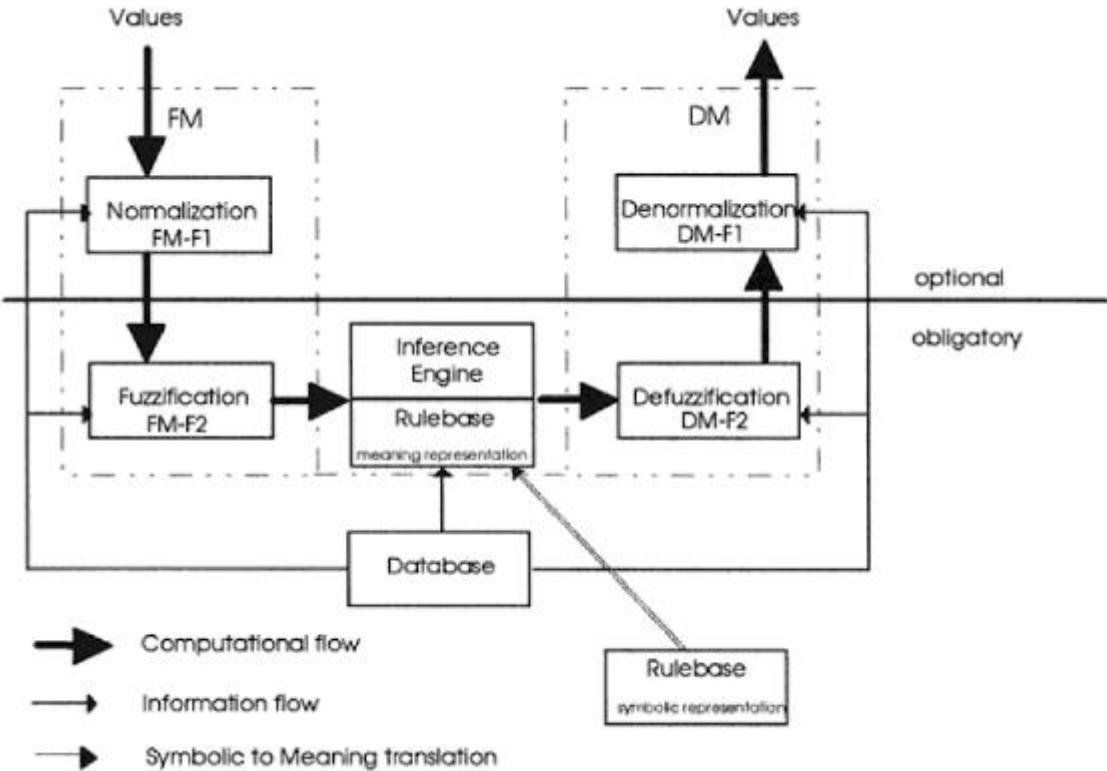 Values
Values
FM
DM
Normalization
FM-F1
Denormalization
DM-F1
optional
obligatory
Inference
Engine
Fuzzification
FM-F2
Rulebase
meaning representation
Defuzzification
DM-F2
Database
Computational flow
Rulebase
symbolic representation
Information flow
Symbolic to Meaning translation